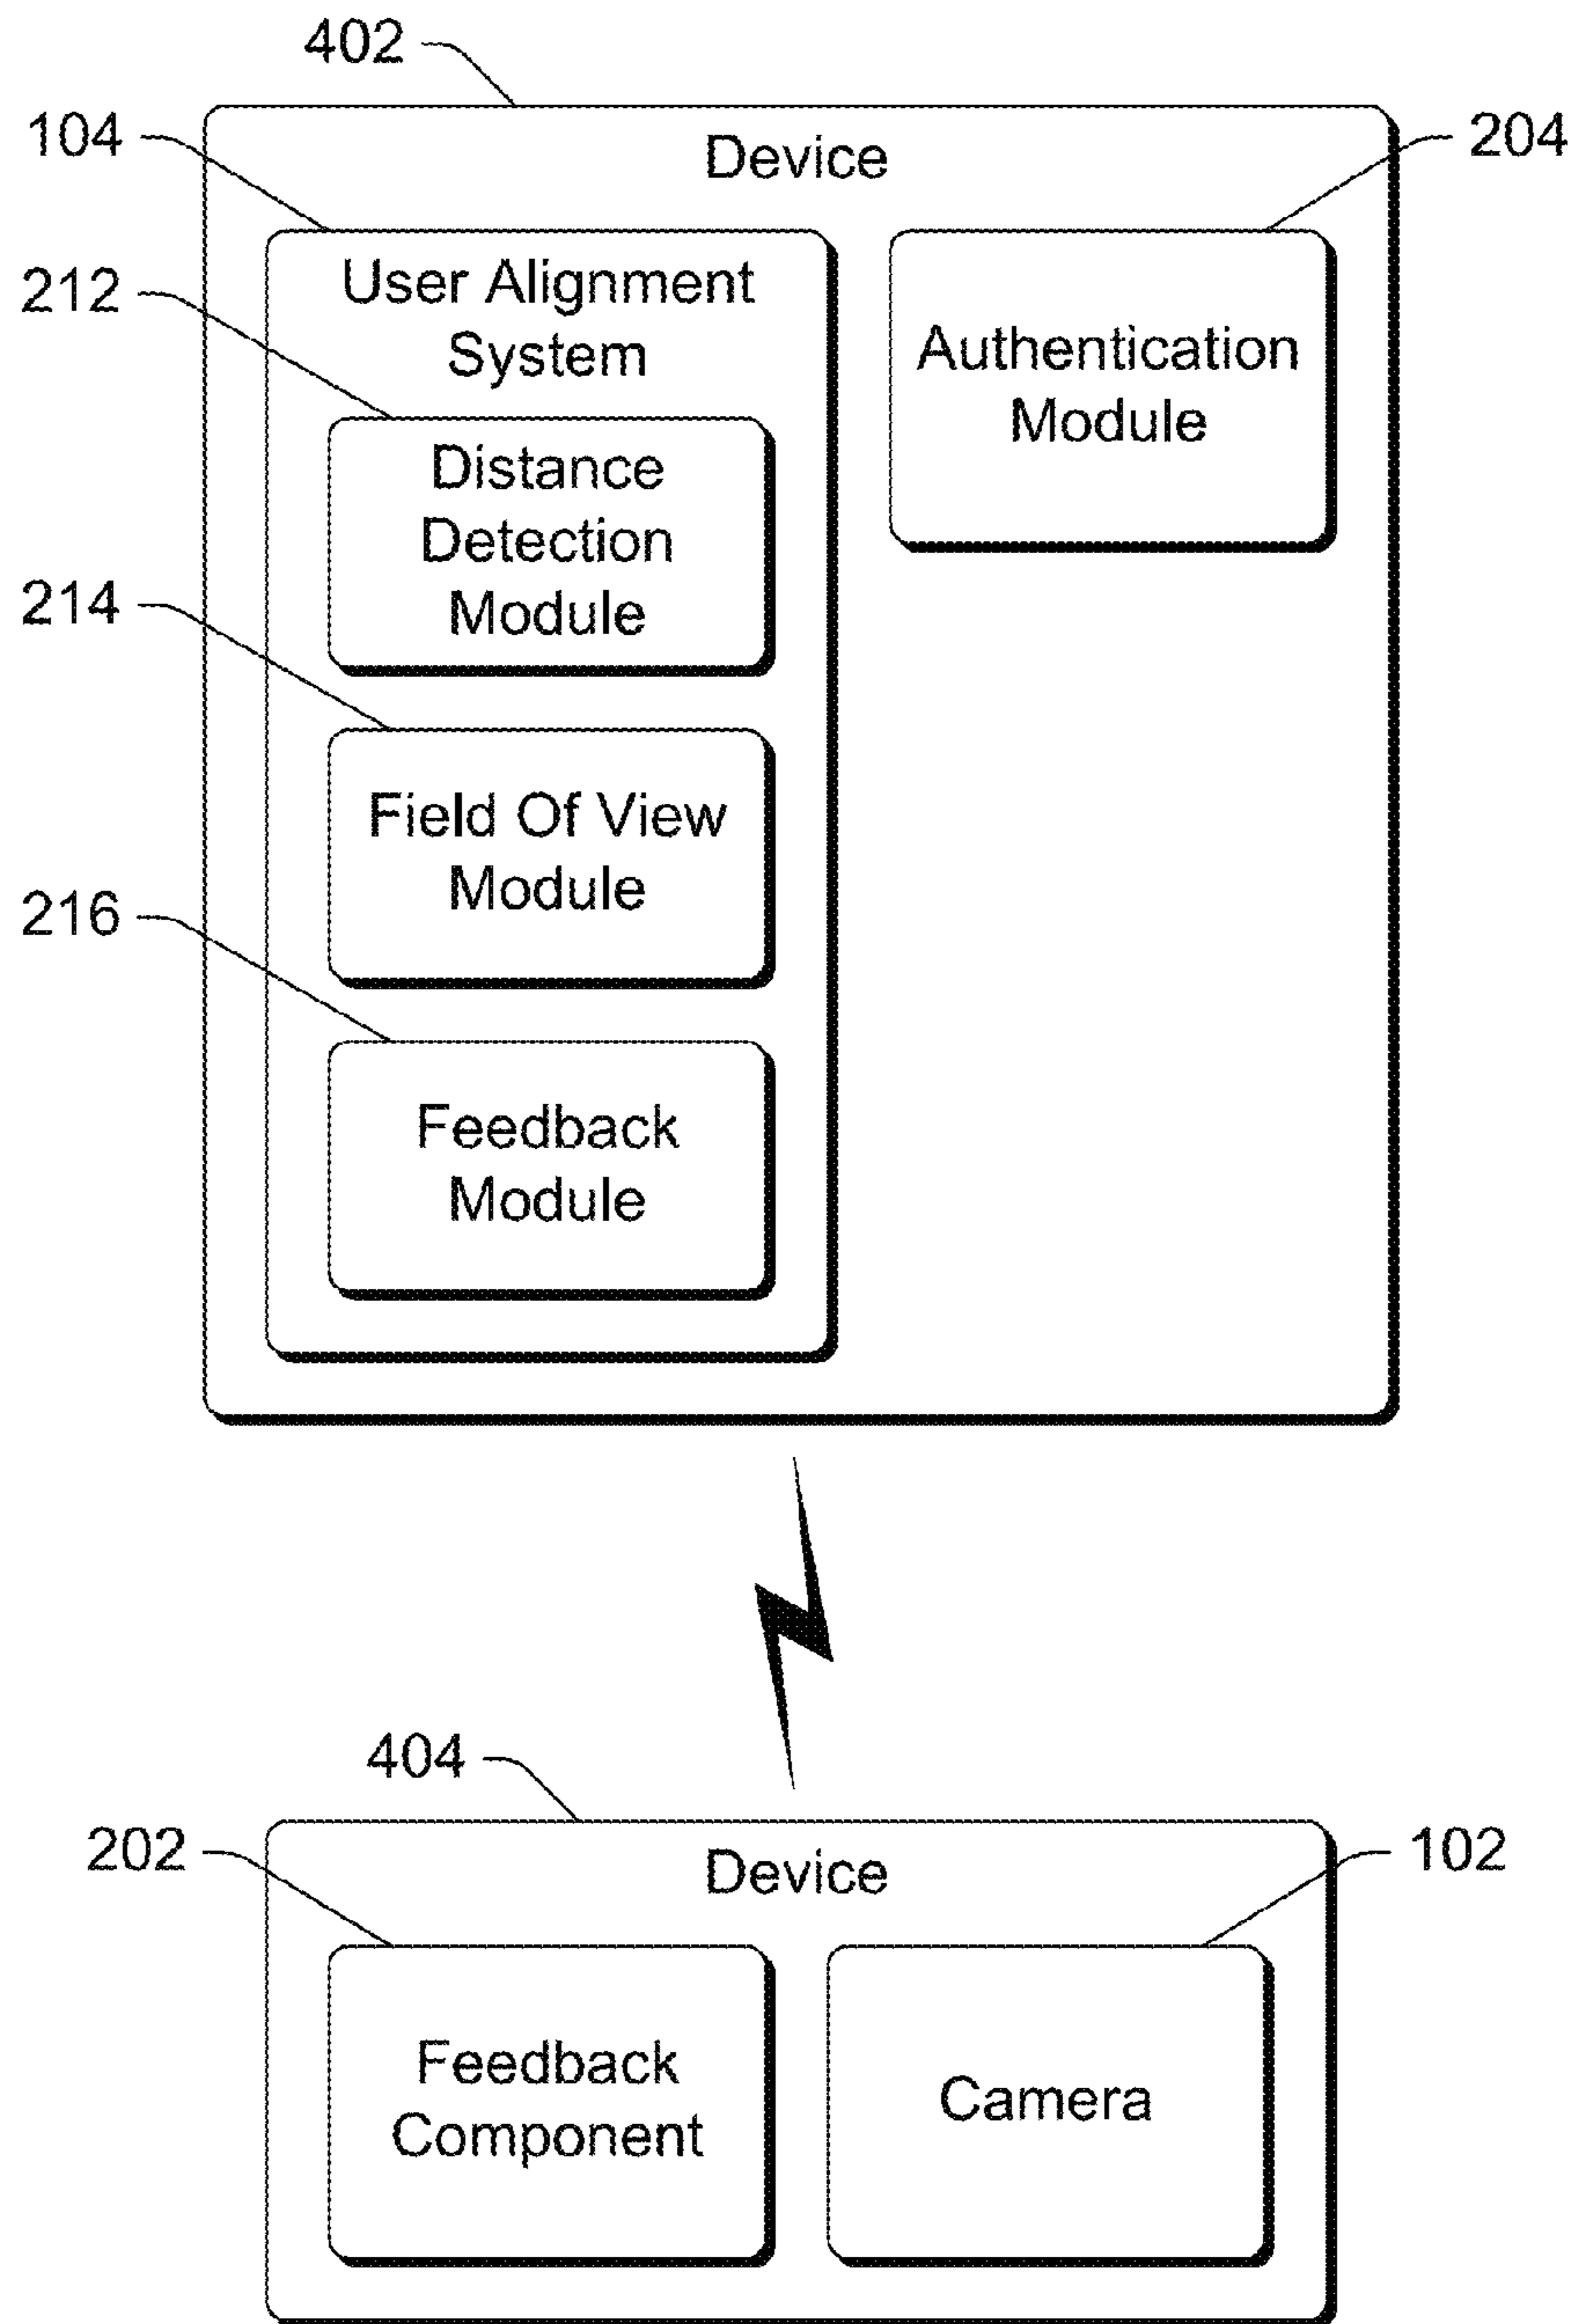 402
104
Device
204
212
User Alignment
System
Authentication
Module
Distance
Detection
Module
214
Field Of View
Module
216
Feedback
Module
404
202
Device
102
Feedback
Component
Camera